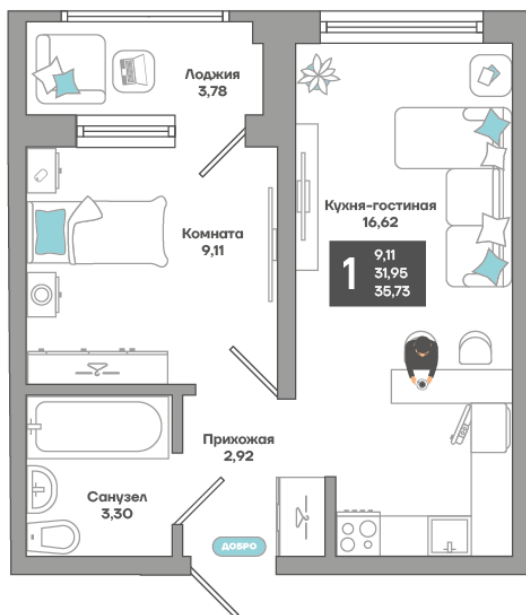 Лоджия
3,78
Комната
9,11
Кухня-гостиная
16,62
1
9,11
31,95
35,73
Прихожая
2,92
Санузел
3,30
ДОБРО